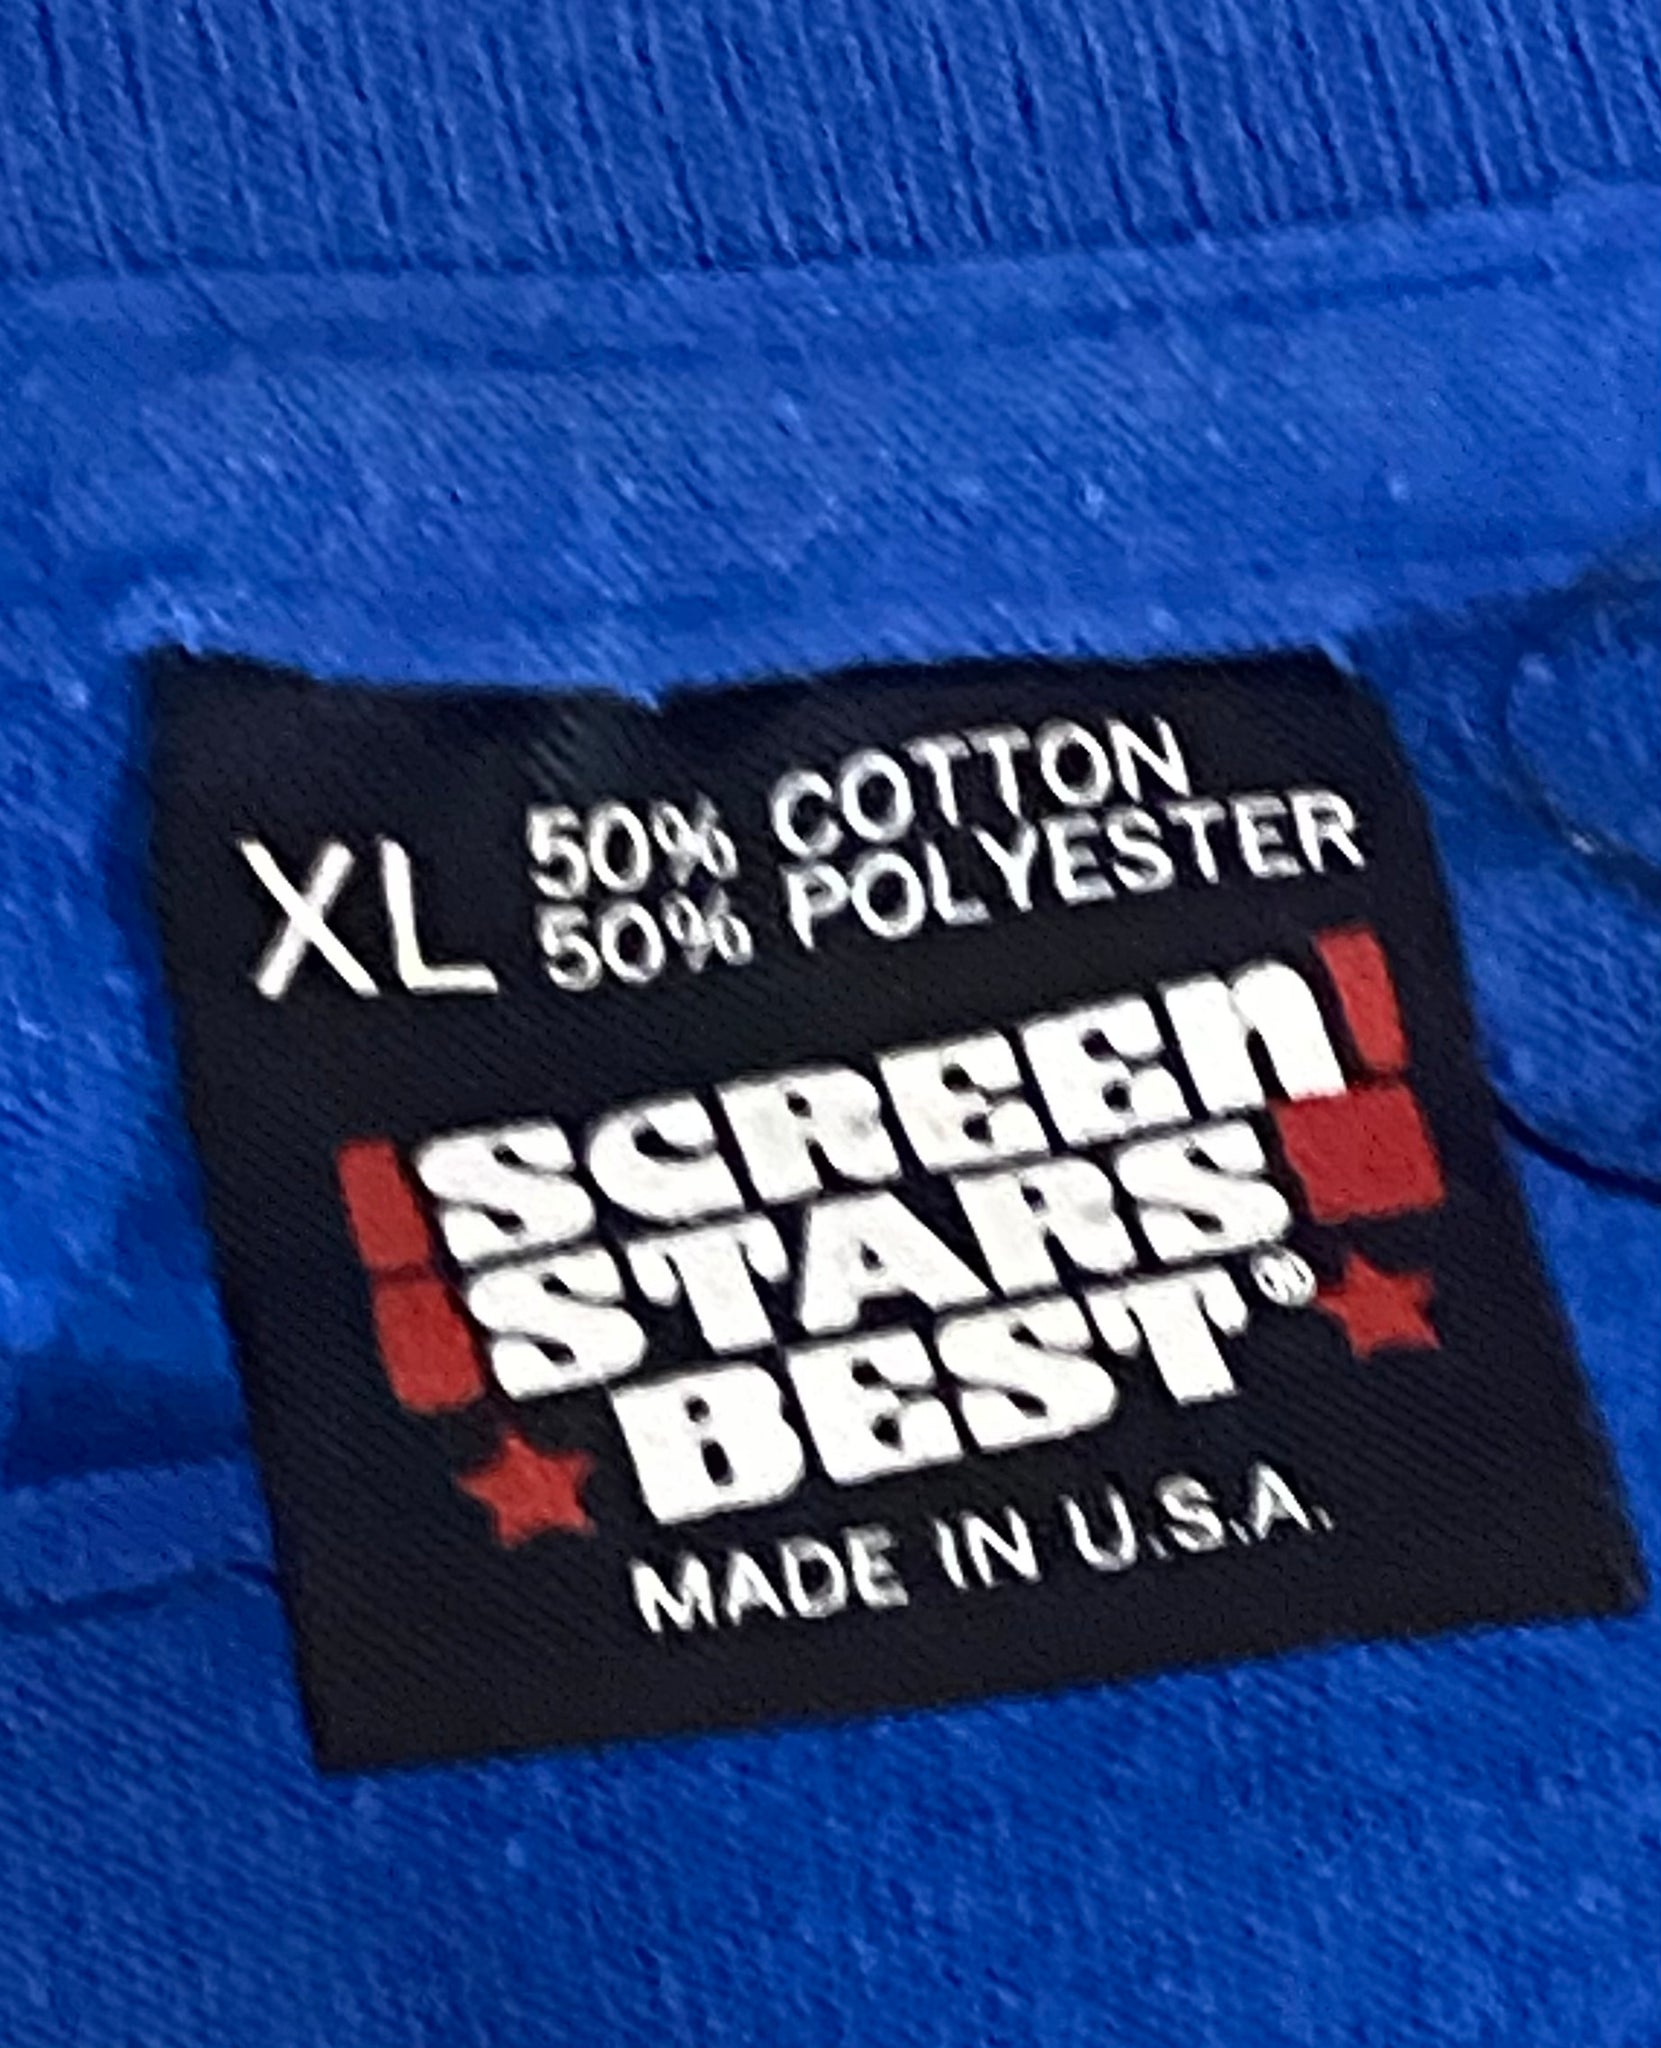 XL
50% COTTON
50% POLYESTER
SCREEN
STARS
BEST®
MADE IN U.S.A.